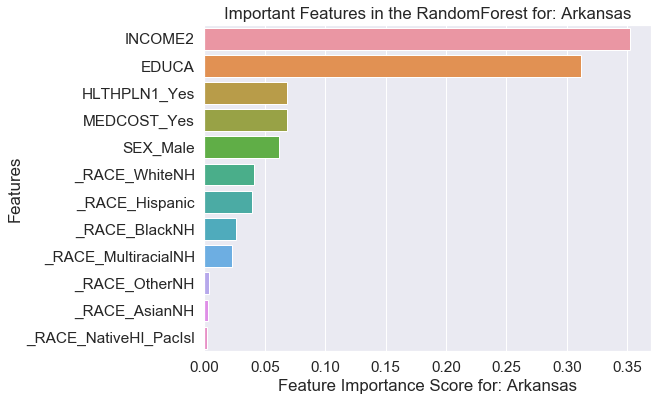 Important Features in the RandomForest for: Arkansas
INCOME2
EDUCA
HLTHPLN1_Yes
MEDCOST_Yes
SEX_Male
_RACE_WhiteNH
_RACE_Hispanic
_RACE_BlackNH
_RACE_MultiracialNH
_RACE_OtherNH
_RACE_AsianNH
_RACE_NativeHI_PacIsl
Features
0.00 0.05 0.10 0.15 0.20 0.25 0.30 0.35
Feature Importance Score for: Arkansas